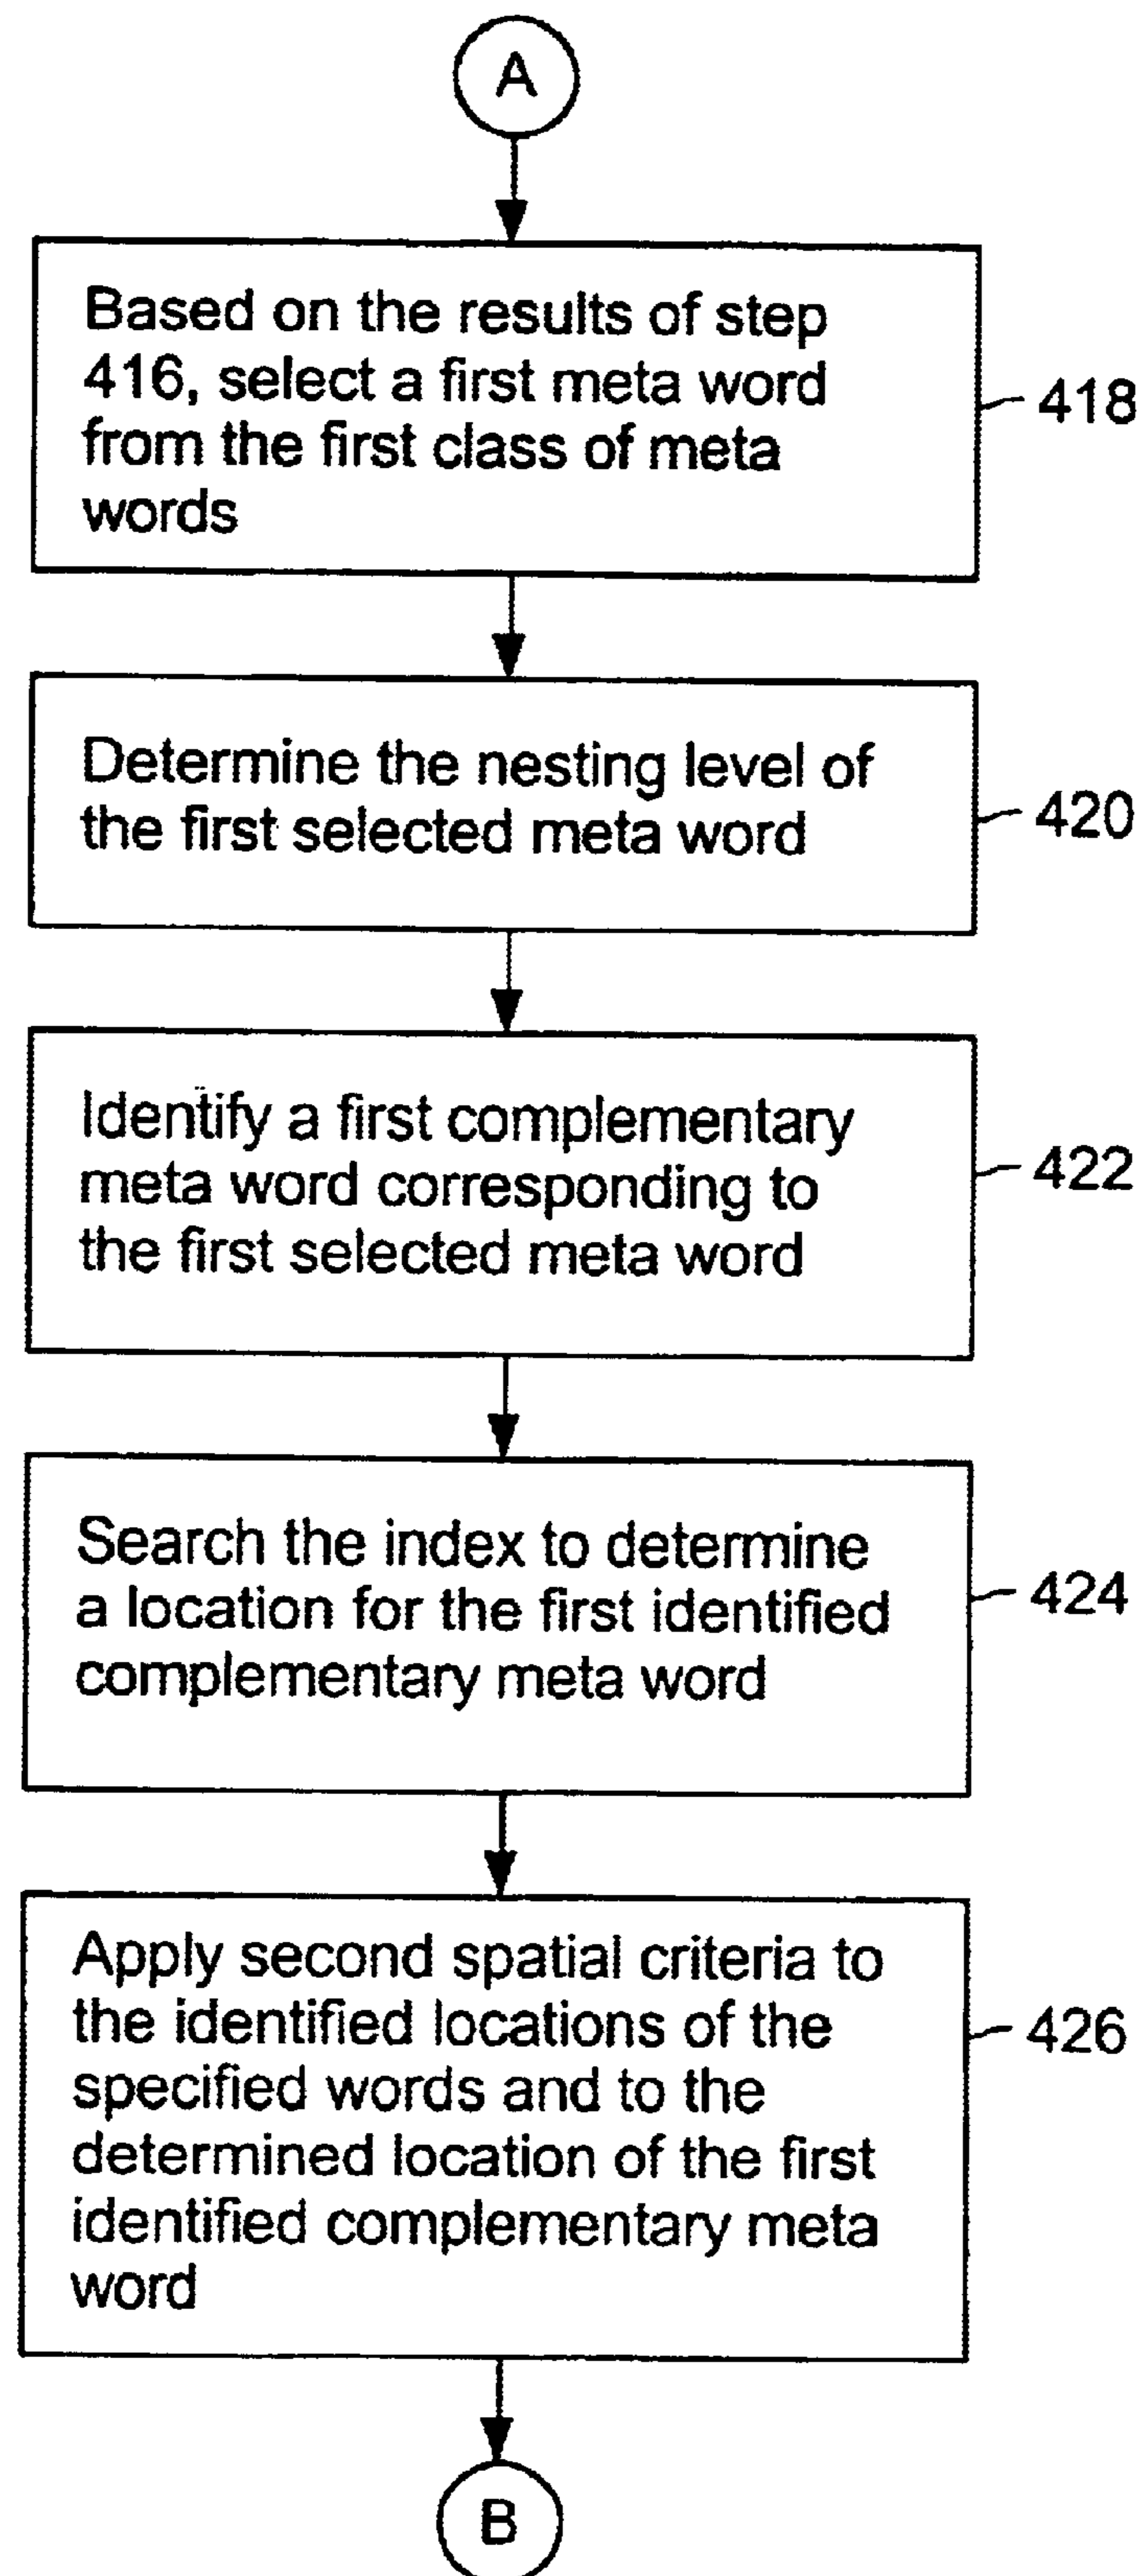 A
Based on the results of step
416, select a first meta word
from the first class of meta
words
418
Determine the nesting level of
the first selected meta word
420
Identify a first complementary
meta word corresponding to
the first selected meta word
422
Search the index to determine
a location for the first identified
complementary meta word
424
Apply second spatial criteria to
the identified locations of the
specified words and to the
determined location of the first
identified complementary meta
word
426
B